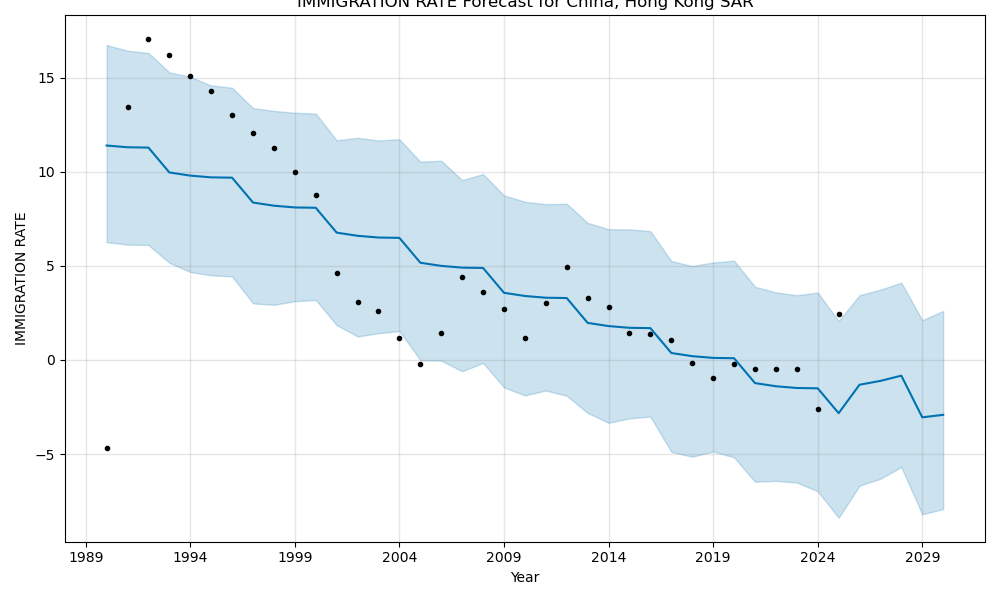 IMMIGRATION RATE Forecast for China, Hong Kong SAR
15
10
5
0
−5
IMMIGRATION RATE
1989 1994 1999 2004 2009 2014 2019 2024 2029
Year